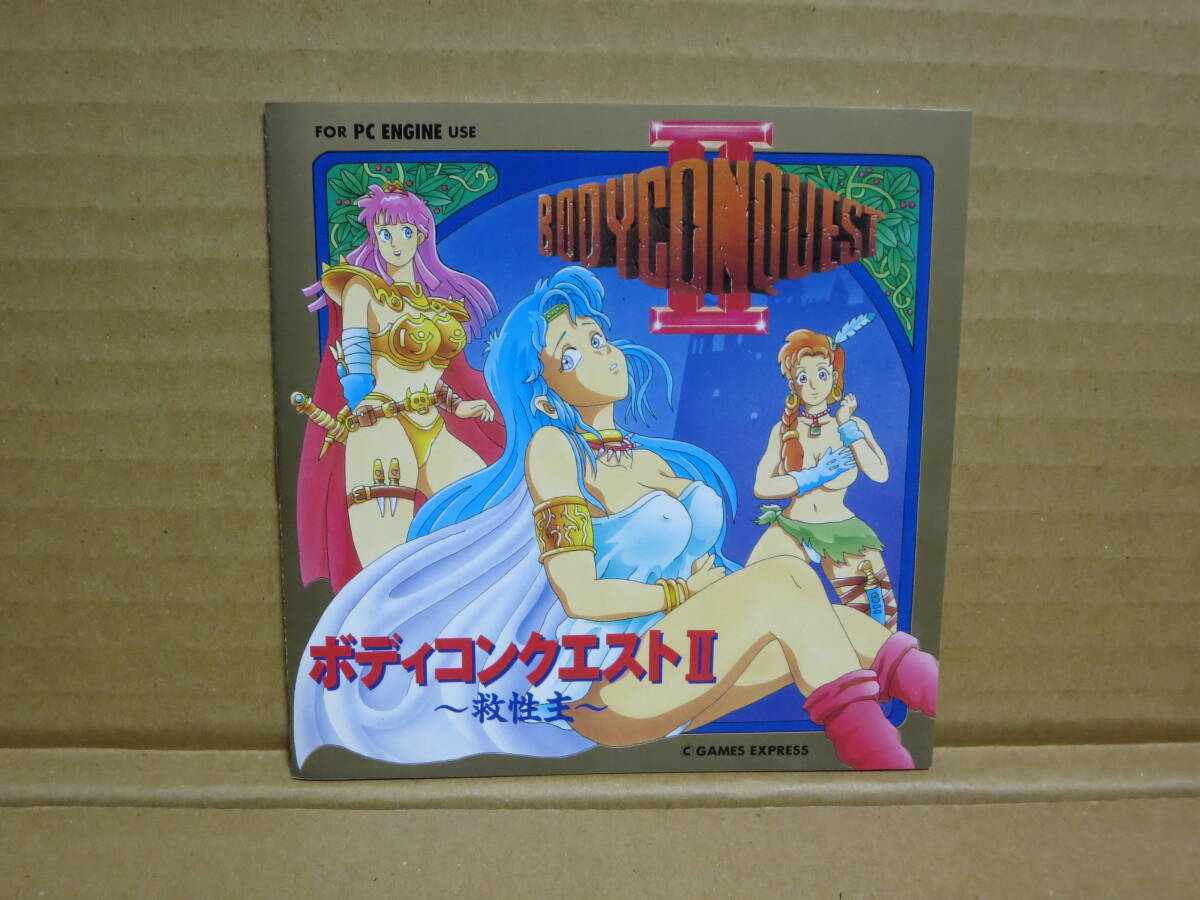 FOR PC ENGINE USE
II
BODYCONQUEST
ボディコンクエストII
～救性主～
© GAMES EXPRESS